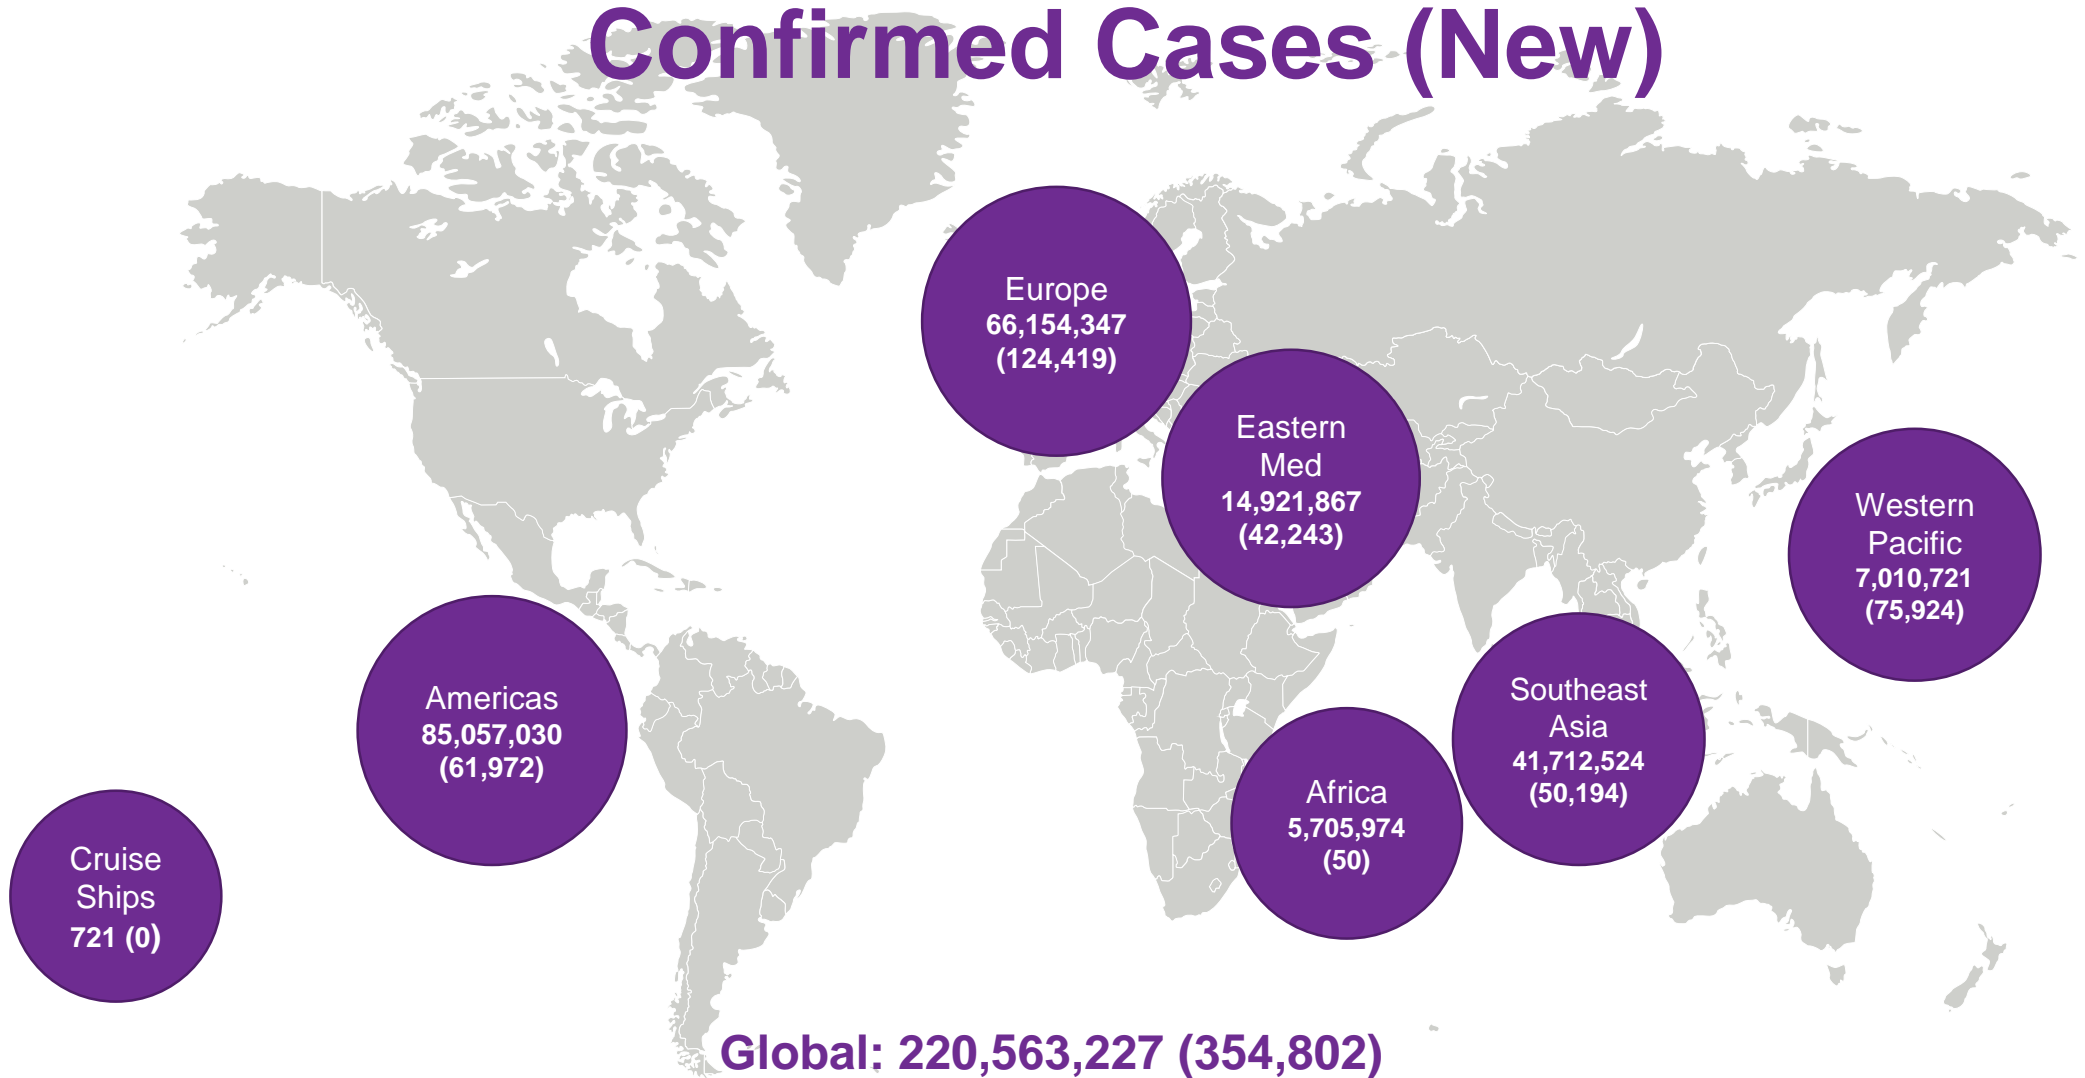 Confirmed Cases (New)
Europe
66,154,347
(124,419)
Eastern
Med
14,921,867
(42,243)
Western
Pacific
7,010,721
(75,924)
Americas
85,057,030
(61,972)
Southeast
Asia
41,712,524
(50,194)
Africa
5,705,974
(50)
Cruise
Ships
721 (0)
Global: 220,563,227 (354,802)